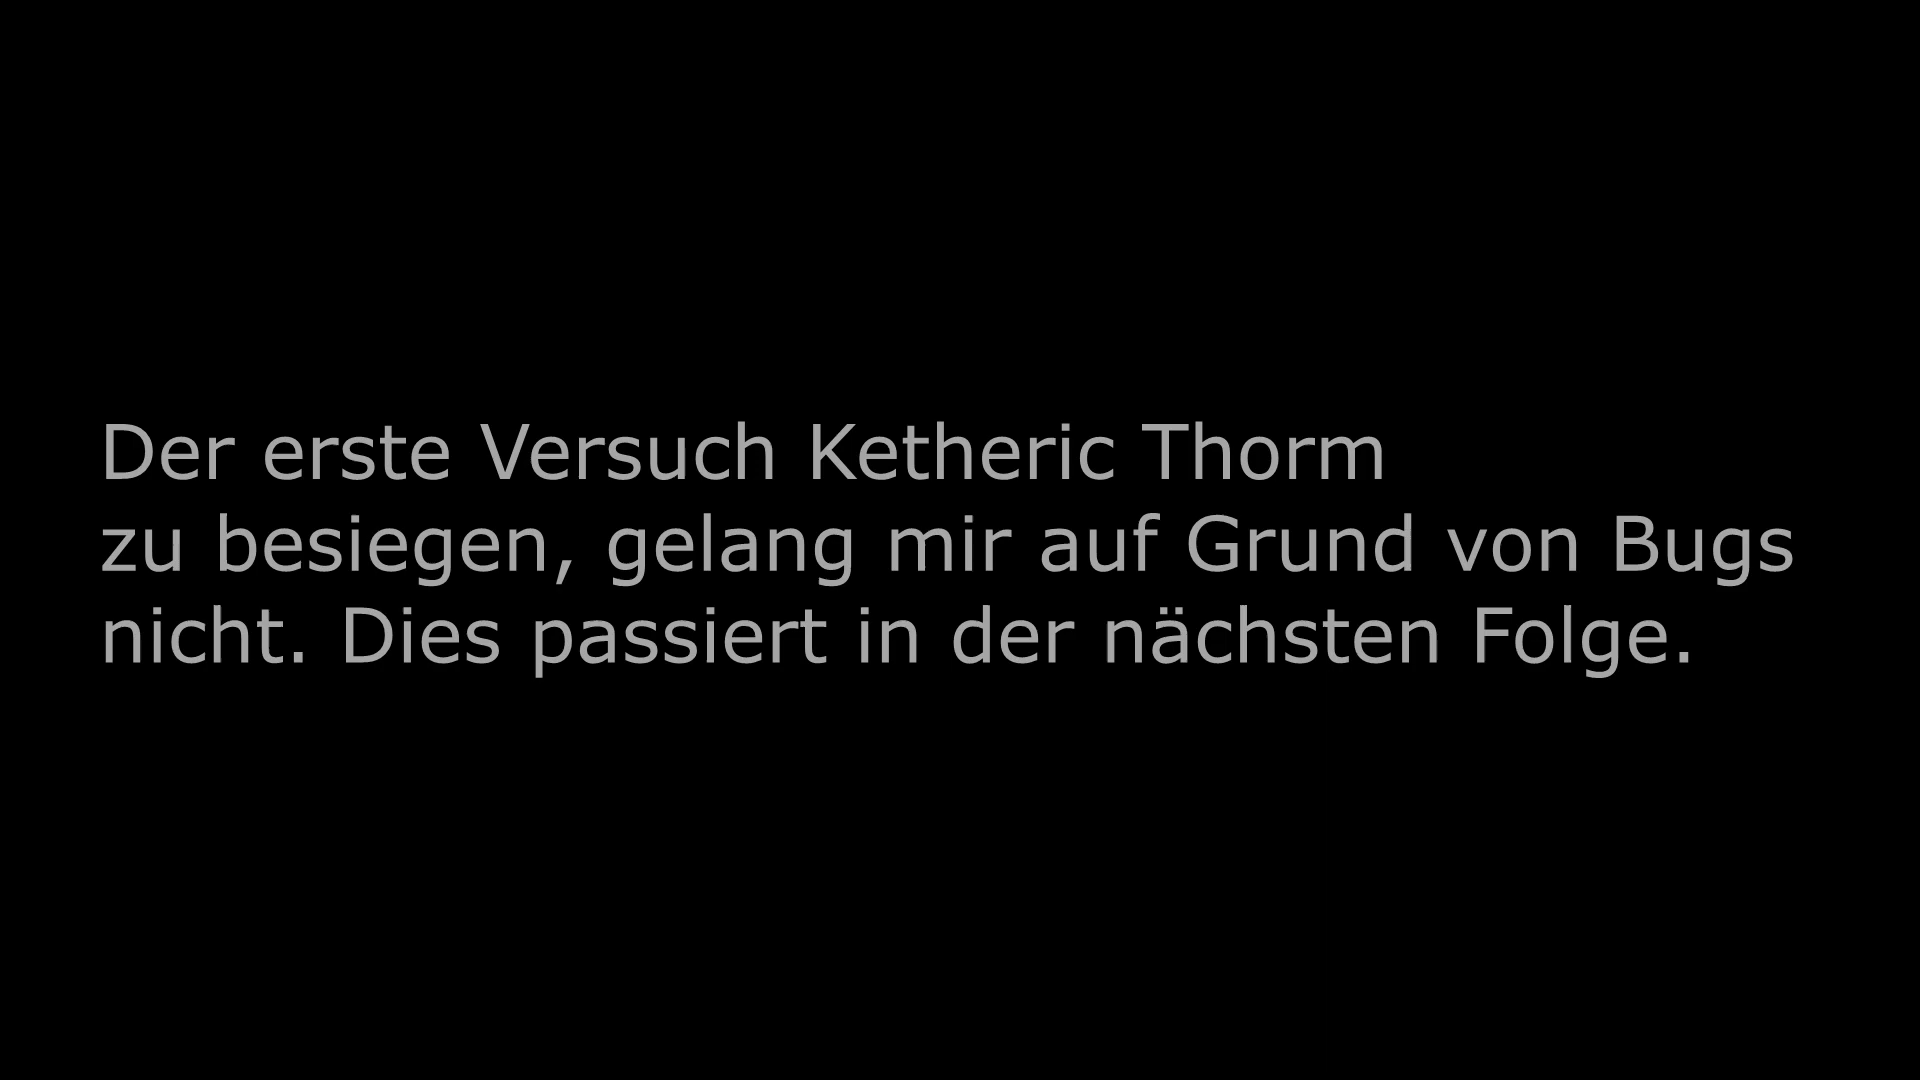 Der erste Versuch Ketheric Thorm
zu besiegen, gelang mir auf Grund von Bugs
nicht. Dies passiert in der nächsten Folge.